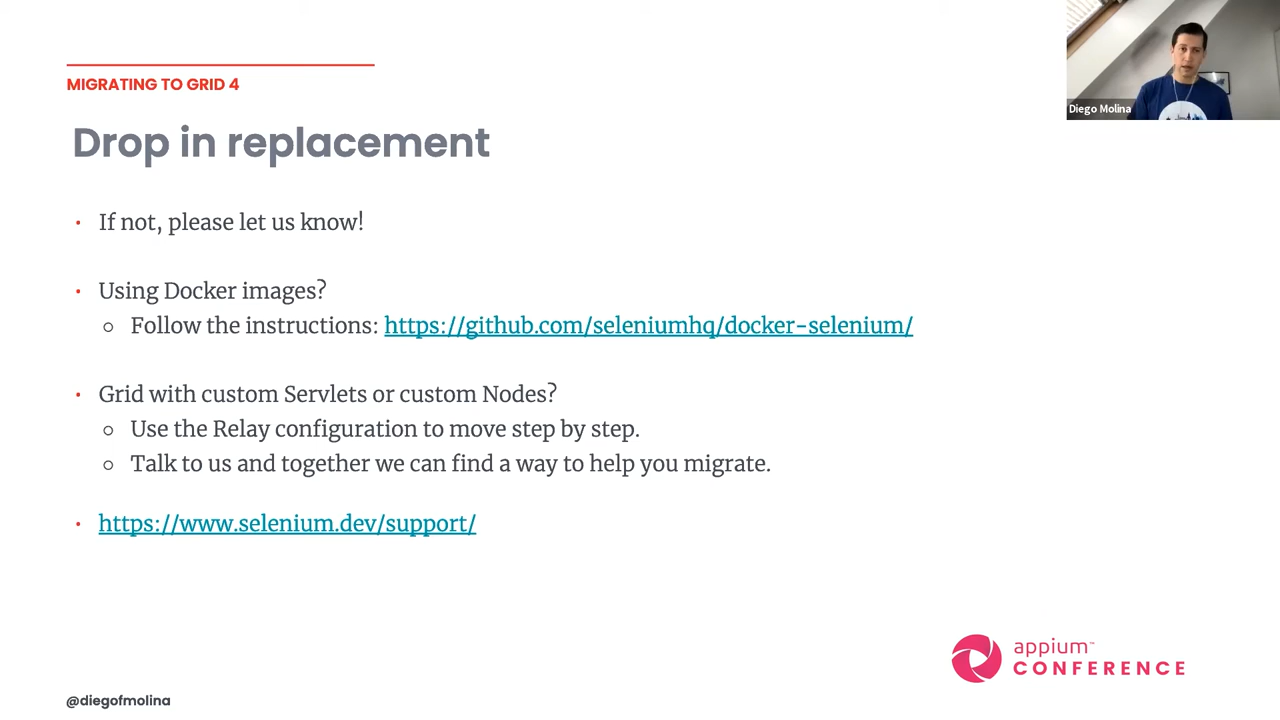 MIGRATING TO GRID 4
Diego Molina
Drop in replacement
• If not, please let us know!
• Using Docker images?
○ Follow the instructions: https://github.com/seleniumhq/docker-selenium/
• Grid with custom Servlets or custom Nodes?
○ Use the Relay configuration to move step by step.
○ Talk to us and together we can find a way to help you migrate.
• https://www.selenium.dev/support/
appium™
CONFERENCE
@diegofmolina